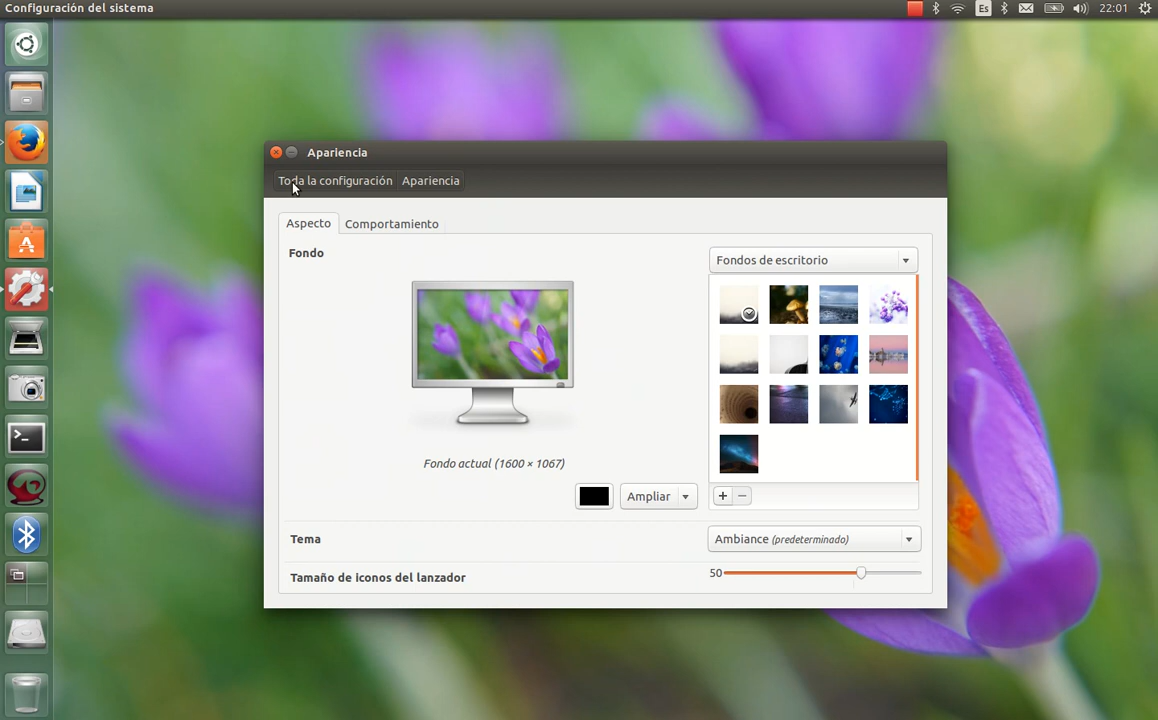 Configuración del sistema
Es
22:01
Apariencia
Toda la configuración
Apariencia
Aspecto
Comportamiento
Fondo
Fondos de escritorio
Fondo actual (1600 × 1067)
Ampliar
Tema
Ambiance (predeterminado)
Tamaño de iconos del lanzador
50